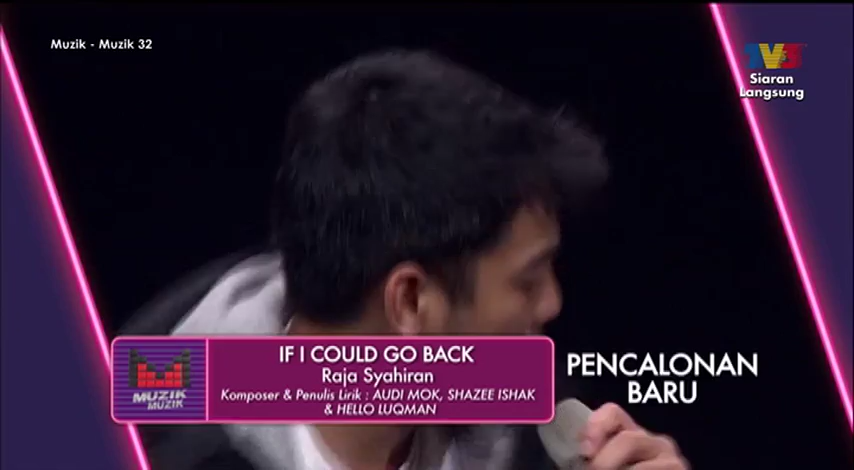 Muzik - Muzik 32
TV3
Siaran
Langsung
IF I COULD GO BACK
Raja Syahiran
Komposer & Penulis Lirik : AUDI MOK, SHAZEE ISHAK
& HELLO LUQMAN
MUZIK
MUZIK
PENCALONAN
BARU